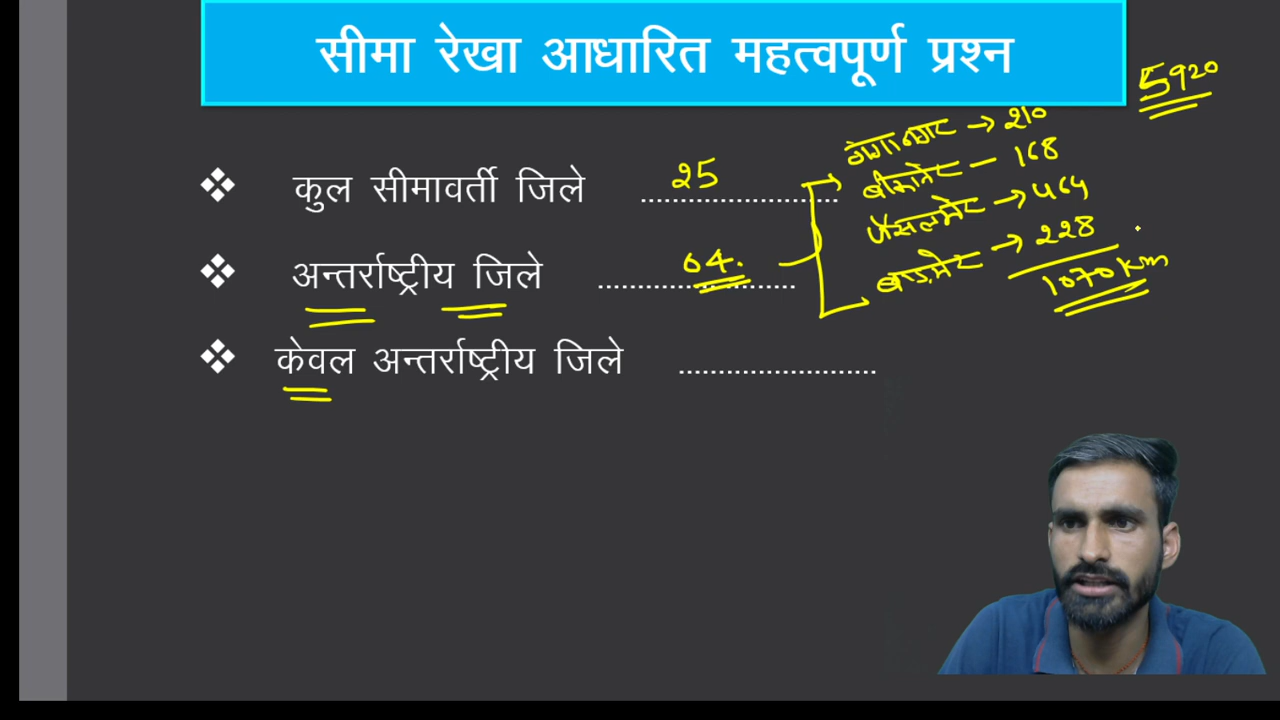 सीमा रेखा आधारित महत्वपूर्ण प्रश्न
5920
कुल सीमावर्ती जिले 25 ........................
गंगानगर → 210
बीकानेर - 168
जैसलमेर → 464
बाड़मेर → 228
1070 km
अन्तर्राष्ट्रीय जिले 04. ........................
केवल अन्तर्राष्ट्रीय जिले ........................